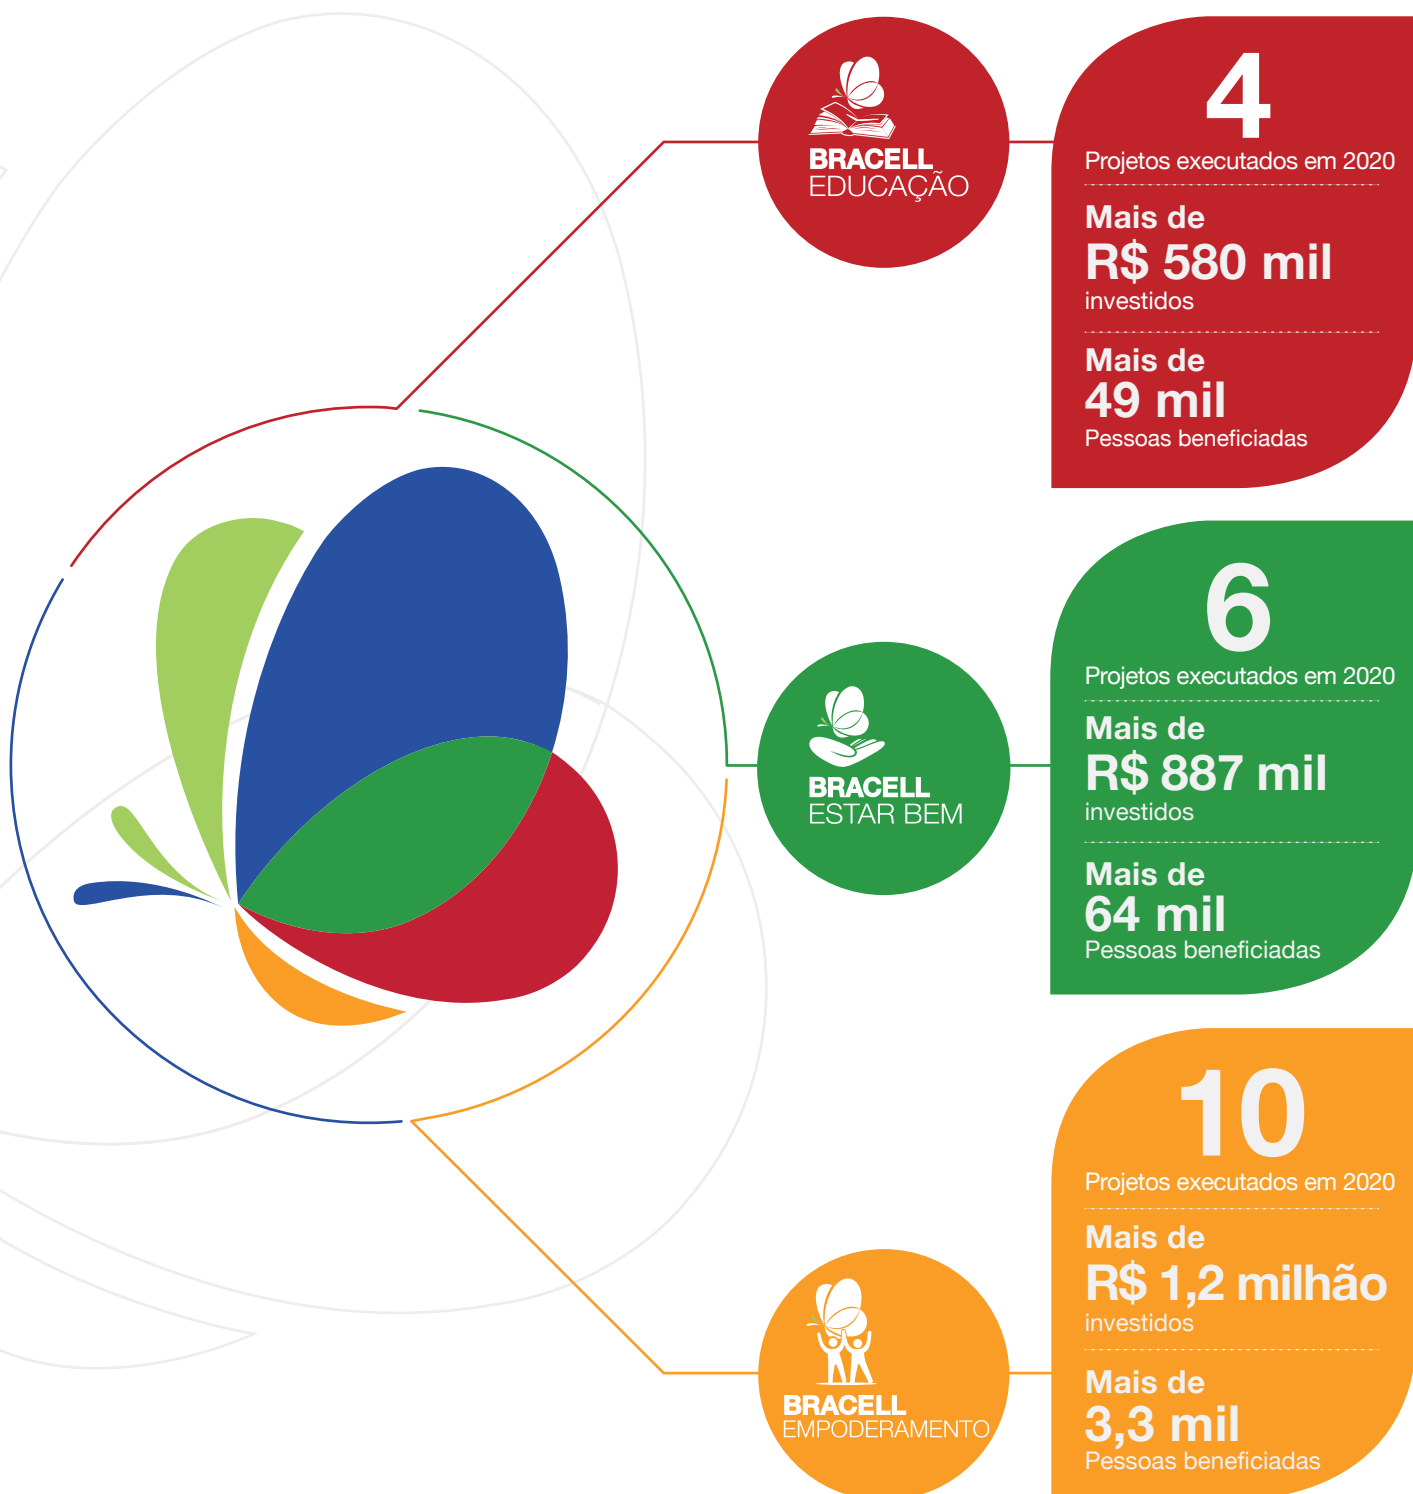 BRACELL
EDUCAÇÃO
4
Projetos executados em 2020
Mais de
R$ 580 mil
investidos
Mais de
49 mil
Pessoas beneficiadas
BRACELL
ESTAR BEM
6
Projetos executados em 2020
Mais de
R$ 887 mil
investidos
Mais de
64 mil
Pessoas beneficiadas
BRACELL
EMPODERAMENTO
10
Projetos executados em 2020
Mais de
R$ 1,2 milhão
investidos
Mais de
3,3 mil
Pessoas beneficiadas